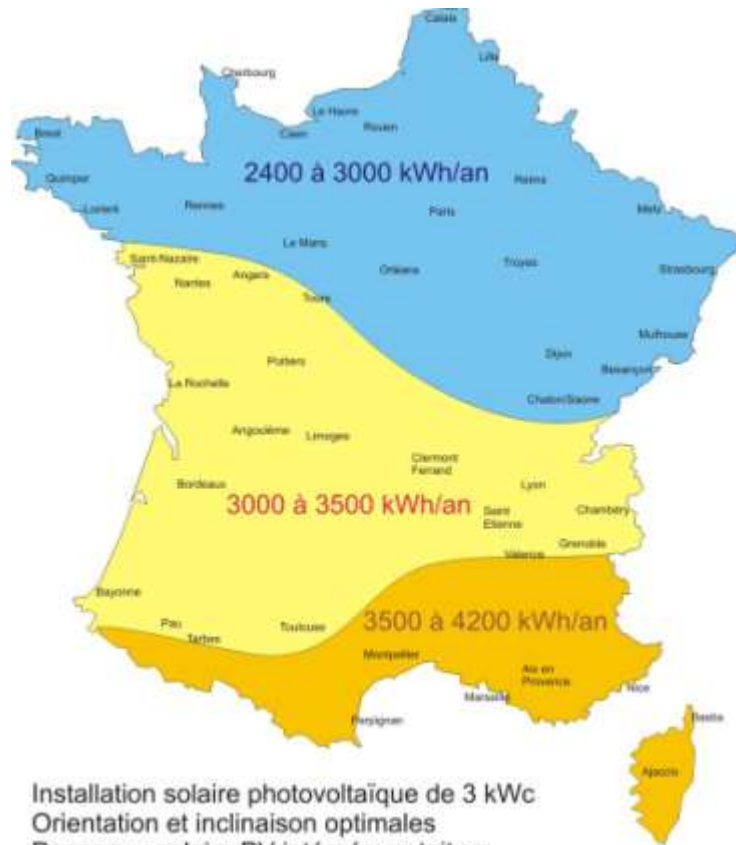 Calais
Lille
Cherbourg
Le Havre
Rouen
Caen
Brest
2400 à 3000 kWh/an
Quimper
Reims
Lorient
Rennes
Paris
Metz
Le Mans
Saint-Nazaire
Orléans
Troyes
Strasbourg
Angers
Nantes
Tours
Mulhouse
Dijon
Poitiers
Besançon
La Rochelle
Chalon/Saone
Angoulême
Limoges
Clermont
Ferrand
Bordeaux
Lyon
3000 à 3500 kWh/an
Saint
Etienne
Chambéry
Grenoble
Valence
Bayonne
Pau
Toulouse
3500 à 4200 kWh/an
Tarbes
Montpellier
Aix en
Provence
Marseille
Nice
Perpignan
Bastia
Ajaccio
Installation solaire photovoltaïque de 3 kWc
Orientation et inclinaison optimales